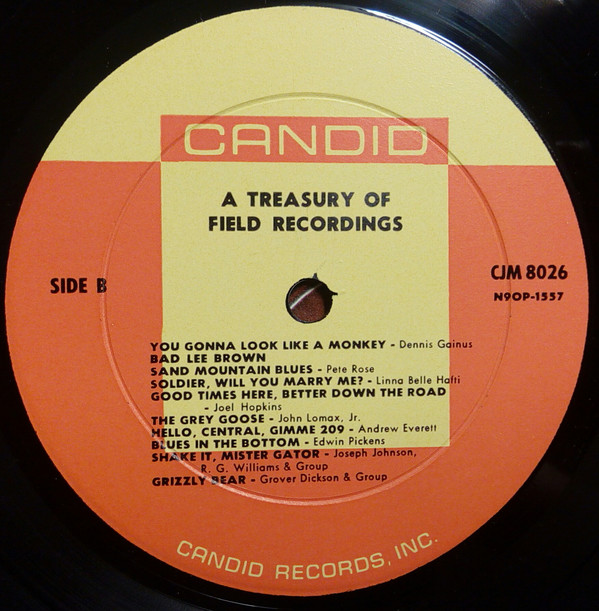 CANDID
A TREASURY OF
FIELD RECORDINGS
SIDE B
CJM 8026
N9OP-1557
YOU GONNA LOOK LIKE A MONKEY - Dennis Gainus
BAD LEE BROWN
SAND MOUNTAIN BLUES - Pete Rose
SOLDIER, WILL YOU MARRY ME? - Linna Belle Hafti
GOOD TIMES HERE, BETTER DOWN THE ROAD
- Joel Hopkins
THE GREY GOOSE - John Lomax, Jr.
HELLO, CENTRAL, GIMME 209 - Andrew Everett
BLUES IN THE BOTTOM - Edwin Pickens
SHAKE IT, MISTER GATOR - Joseph Johnson,
R. G. Williams & Group
GRIZZLY BEAR - Grover Dickson & Group
CANDID RECORDS, INC.